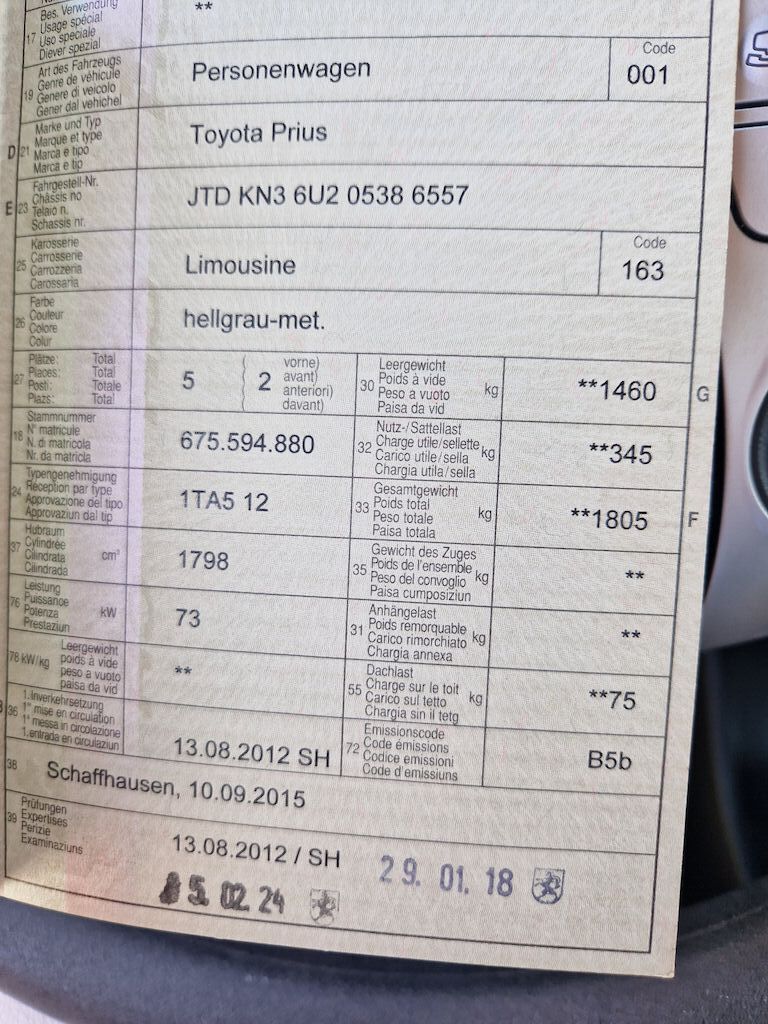 17 Bes. Verwendung
Usage spécial
Uso speciale
Diever spezial
**
19 Art des Fahrzeugs
Genre de véhicule
Genere di veicolo
Gener dal vehichel
Personenwagen
Code
001
D 21 Marke und Typ
Marque et type
Marca e tipo
Marca e tip
Toyota Prius
E 23 Fahrgestell-Nr.
Châssis no
Telaio n.
Schassis nr.
JTD KN3 6U2 0538 6557
25 Karosserie
Carrosserie
Carrozzeria
Carossaria
Limousine
Code
163
26 Farbe
Couleur
Colore
Colur
hellgrau-met.
27 Plätze: Total
Places: Total
Posti: Totale
Plazs: Total
5 ( 2 vorne)
avant)
anteriori)
davant)
30 Leergewicht
Poids à vide
Peso a vuoto
Paisa da vid
kg
**1460
G
18 Stammnummer
N° matricule
N. di matricola
Nr. da matricla
675.594.880
32 Nutz-/Sattellast
Charge utile/sellette
Carico utile/sella
Chargia utila/sella
kg
**345
24 Typengenehmigung
Réception par type
Approvazione del tipo
Approvaziun dal tip
1TA5 12
33 Gesamtgewicht
Poids total
Peso totale
Paisa totala
kg
**1805
F
37 Hubraum
Cylindrée
Cilindrata
Cilindrada
cm³
1798
35 Gewicht des Zuges
Poids de l'ensemble
Peso del convoglio
Paisa cumposiziun
kg
**
76 Leistung
Puissance
Potenza
Prestaziun
kW
73
31 Anhängelast
Poids remorquable
Carico rimorchiato
Chargia annexa
kg
**
78 kW/kg Leergewicht
poids à vide
peso a vuoto
paisa da vid
**
55 Dachlast
Charge sur le toit
Carico sul tetto
Chargia sin il tetg
kg
**75
B 36 1.Inverkehrsetzung
1° mise en circulation
1° messa in circolazione
1.entrada en circulaziun
13.08.2012 SH
72 Emissionscode
Code émissions
Codice emissioni
Code d'emissiuns
B5b
38
Schaffhausen, 10.09.2015
39 Prüfungen
Expertises
Perizie
Examinaziuns
13.08.2012 / SH
29. 01. 18
5. 02. 24